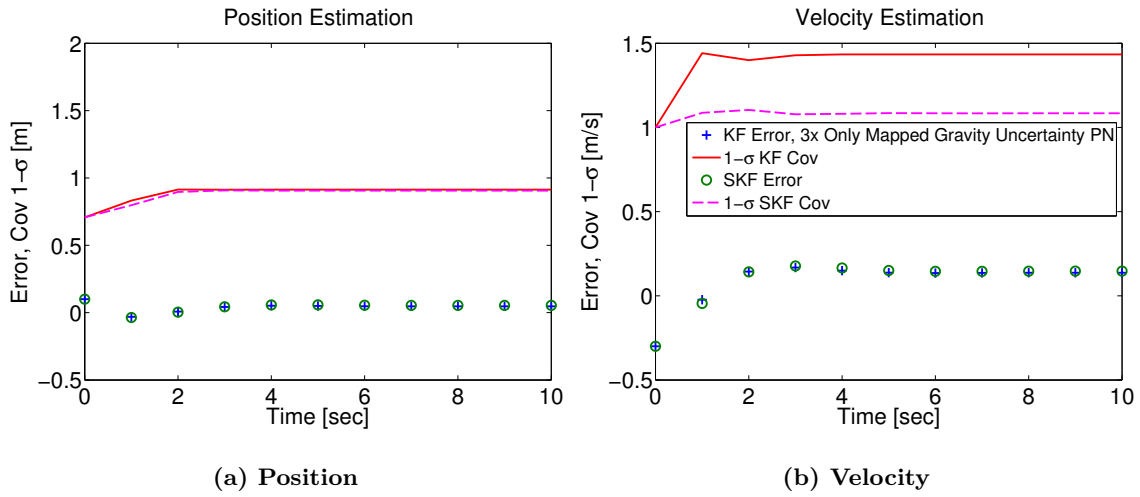 Position Estimation
2
1.5
1
0.5
0
−0.5
0
2
4
6
8
10
Error, Cov 1−σ [m]
Time [sec]
(a) Position
Velocity Estimation
1.5
1
0.5
0
−0.5
0
2
4
6
8
10
Error, Cov 1−σ [m/s]
Time [sec]
KF Error, 3x Only Mapped Gravity Uncertainty PN
1−σ KF Cov
SKF Error
1−σ SKF Cov
(b) Velocity